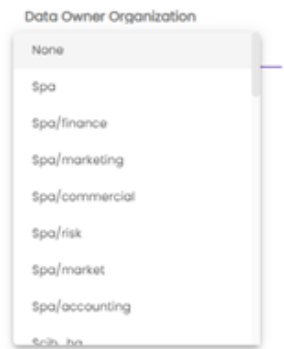 Data Owner Organization
None
Spa
Spa/finance
Spa/marketing
Spa/commercial
Spa/risk
Spa/market
Spa/accounting